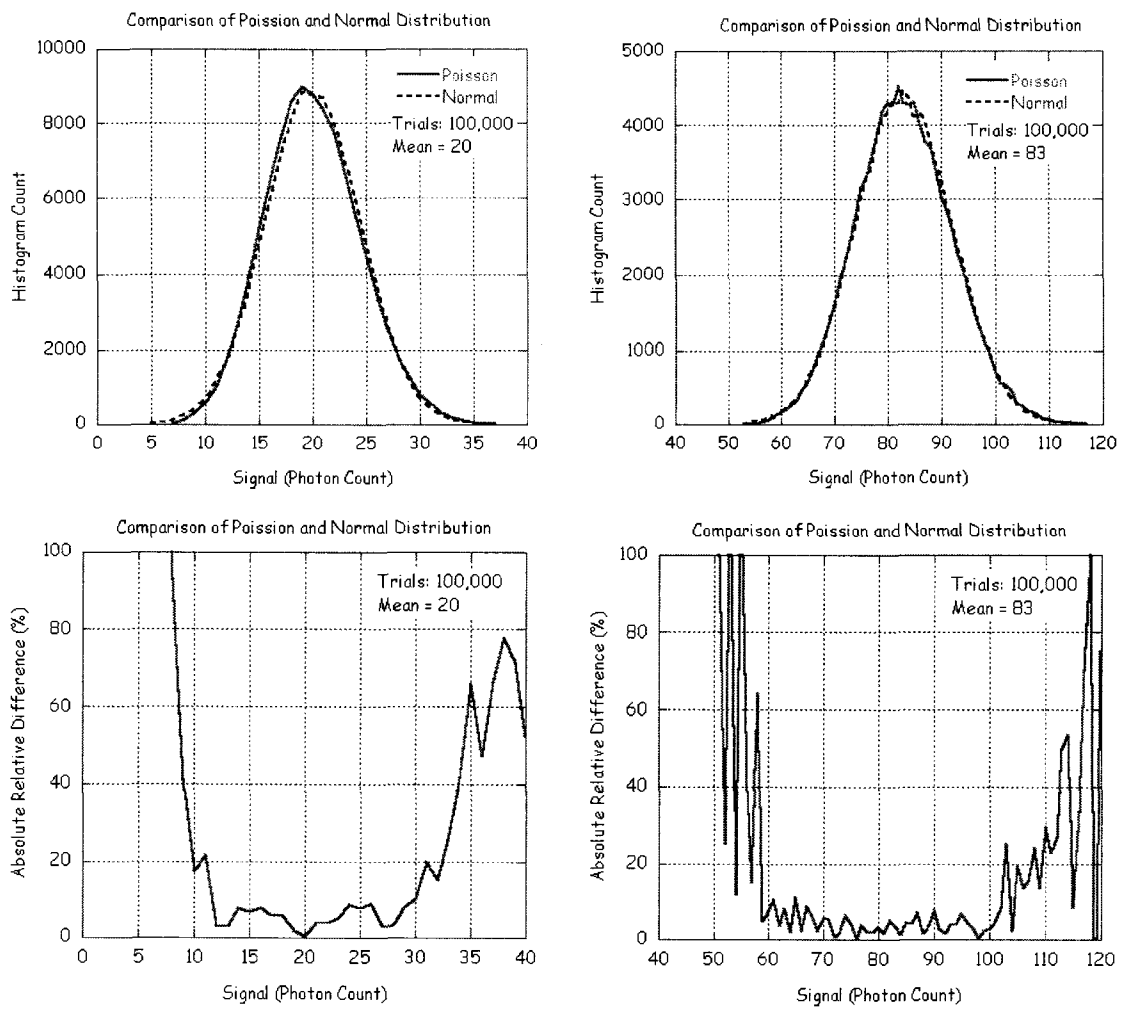 Comparison of Poission and Normal Distribution
10000
8000
6000
4000
2000
0
Histogram Count
Poisson
Normal
Trials: 100,000
Mean = 20
0 5 10 15 20 25 30 35 40
Signal (Photon Count)
Comparison of Poission and Normal Distribution
5000
4000
3000
2000
1000
0
Histogram Count
Poisson
Normal
Trials: 100,000
Mean = 83
40 50 60 70 80 90 100 110 120
Signal (Photon Count)
Comparison of Poission and Normal Distribution
100
80
60
40
20
0
Absolute Relative Difference (%)
Trials: 100,000
Mean = 20
0 5 10 15 20 25 30 35 40
Signal (Photon Count)
Comparison of Poission and Normal Distribution
100
80
60
40
20
0
Absolute Relative Difference (%)
Trials: 100,000
Mean = 83
40 50 60 70 80 90 100 110 120
Signal (Photon Count)